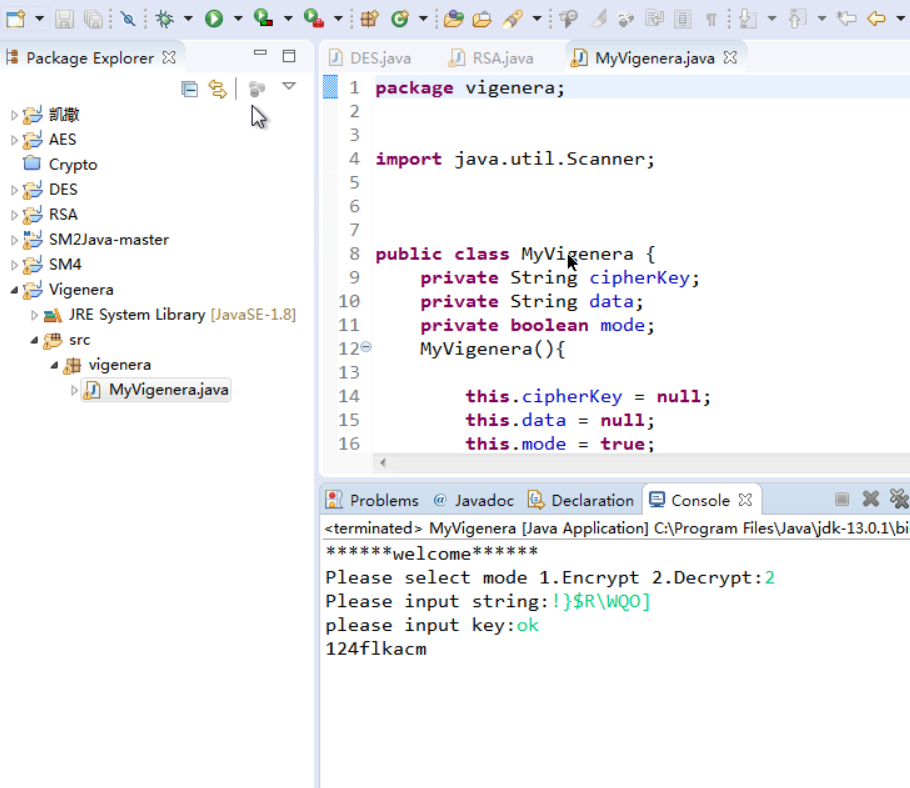 Package Explorer
凯撒
AES
Crypto
DES
RSA
SM2Java-master
SM4
Vigenera
JRE System Library [JavaSE-1.8]
src
vigenera
MyVigenera.java
DES.java RSA.java MyVigenera.java
1 package vigenera;
2
3
4 import java.util.Scanner;
5
6
7
8 public class MyVigenera {
9 private String cipherKey;
10 private String data;
11 private boolean mode;
12 MyVigenera(){
13
14 this.cipherKey = null;
15 this.data = null;
16 this.mode = true;
Problems @ Javadoc Declaration Console
<terminated> MyVigenera [Java Application] C:\Program Files\Java\jdk-13.0.1\bi
******welcome******
Please select mode 1.Encrypt 2.Decrypt:2
Please input string:!}$R\WQO]
please input key:ok
124flkacm